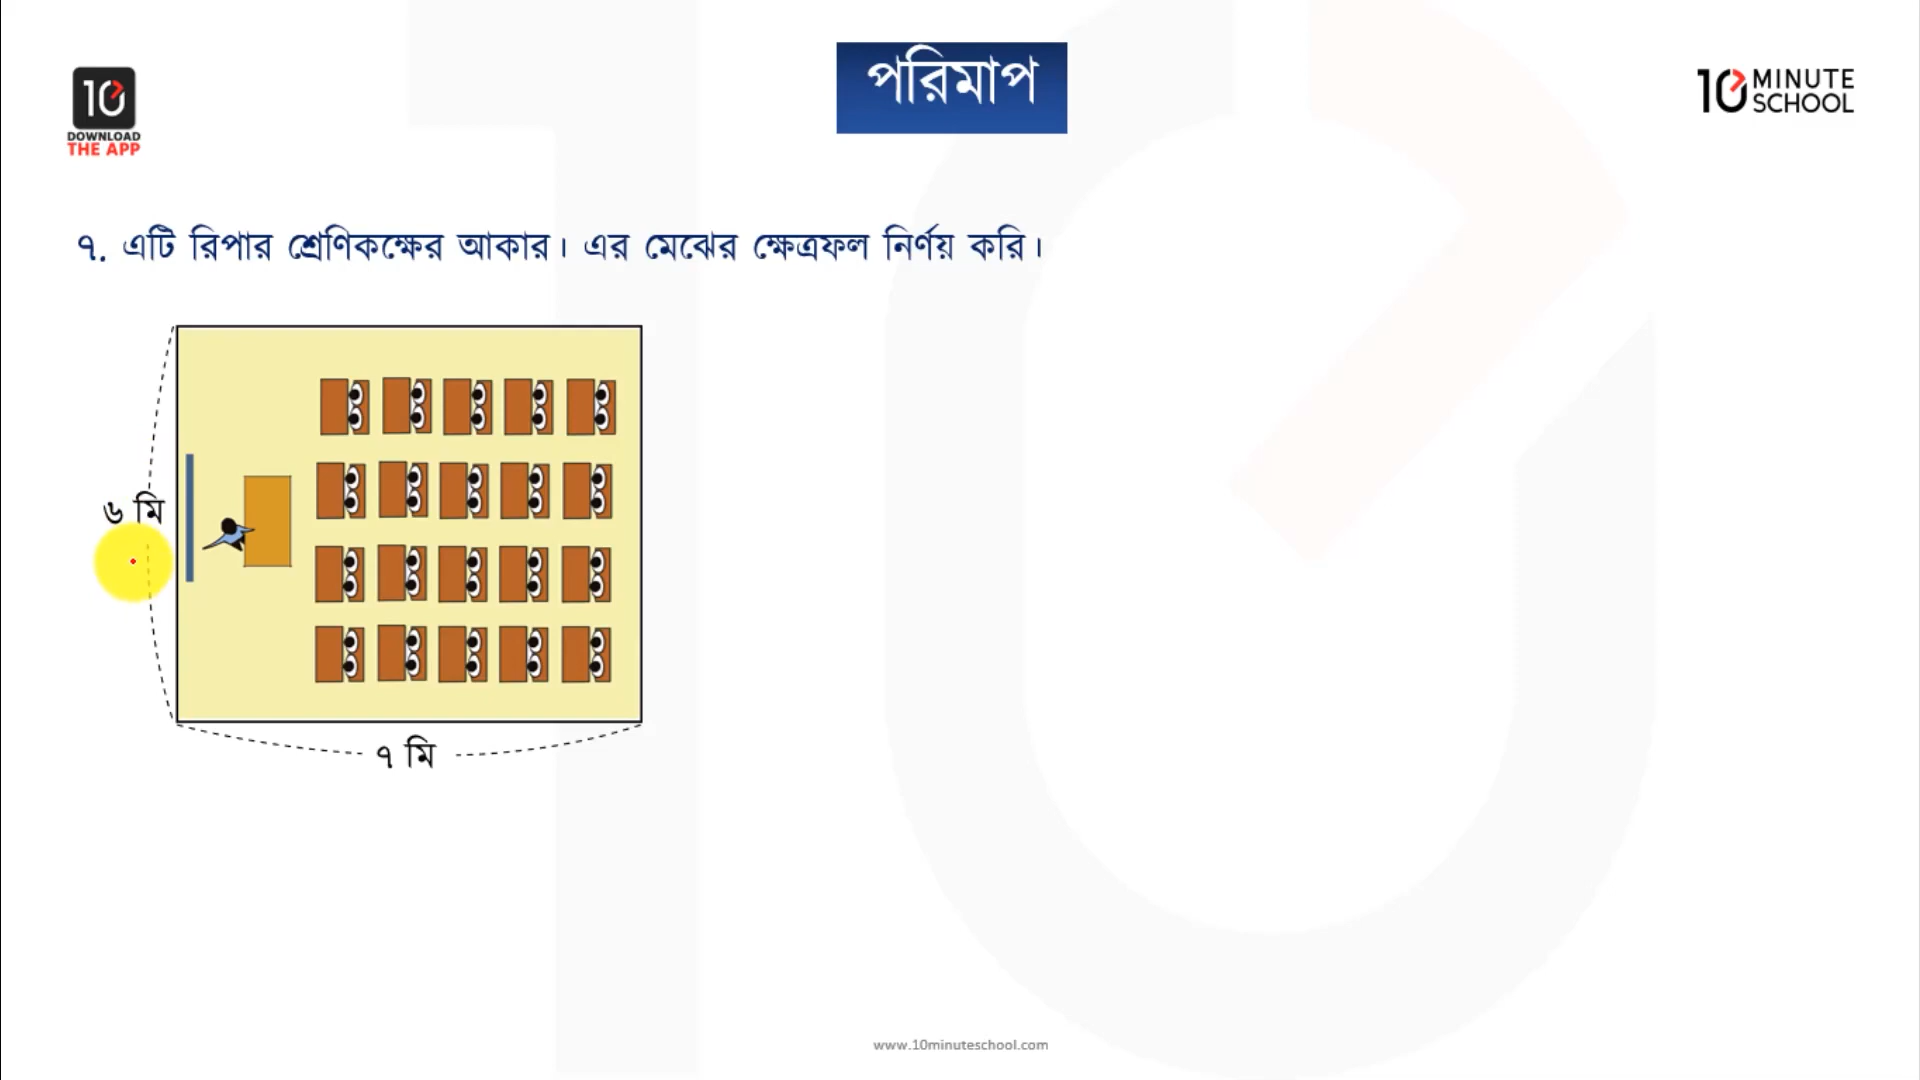 পরিমাপ
10
DOWNLOAD
THE APP
10 MINUTE
SCHOOL
৭. এটি রিপার শ্রেণিকক্ষের আকার। এর মেঝের ক্ষেত্রফল নির্ণয় করি।
৬ মি
৭ মি
www.10minuteschool.com